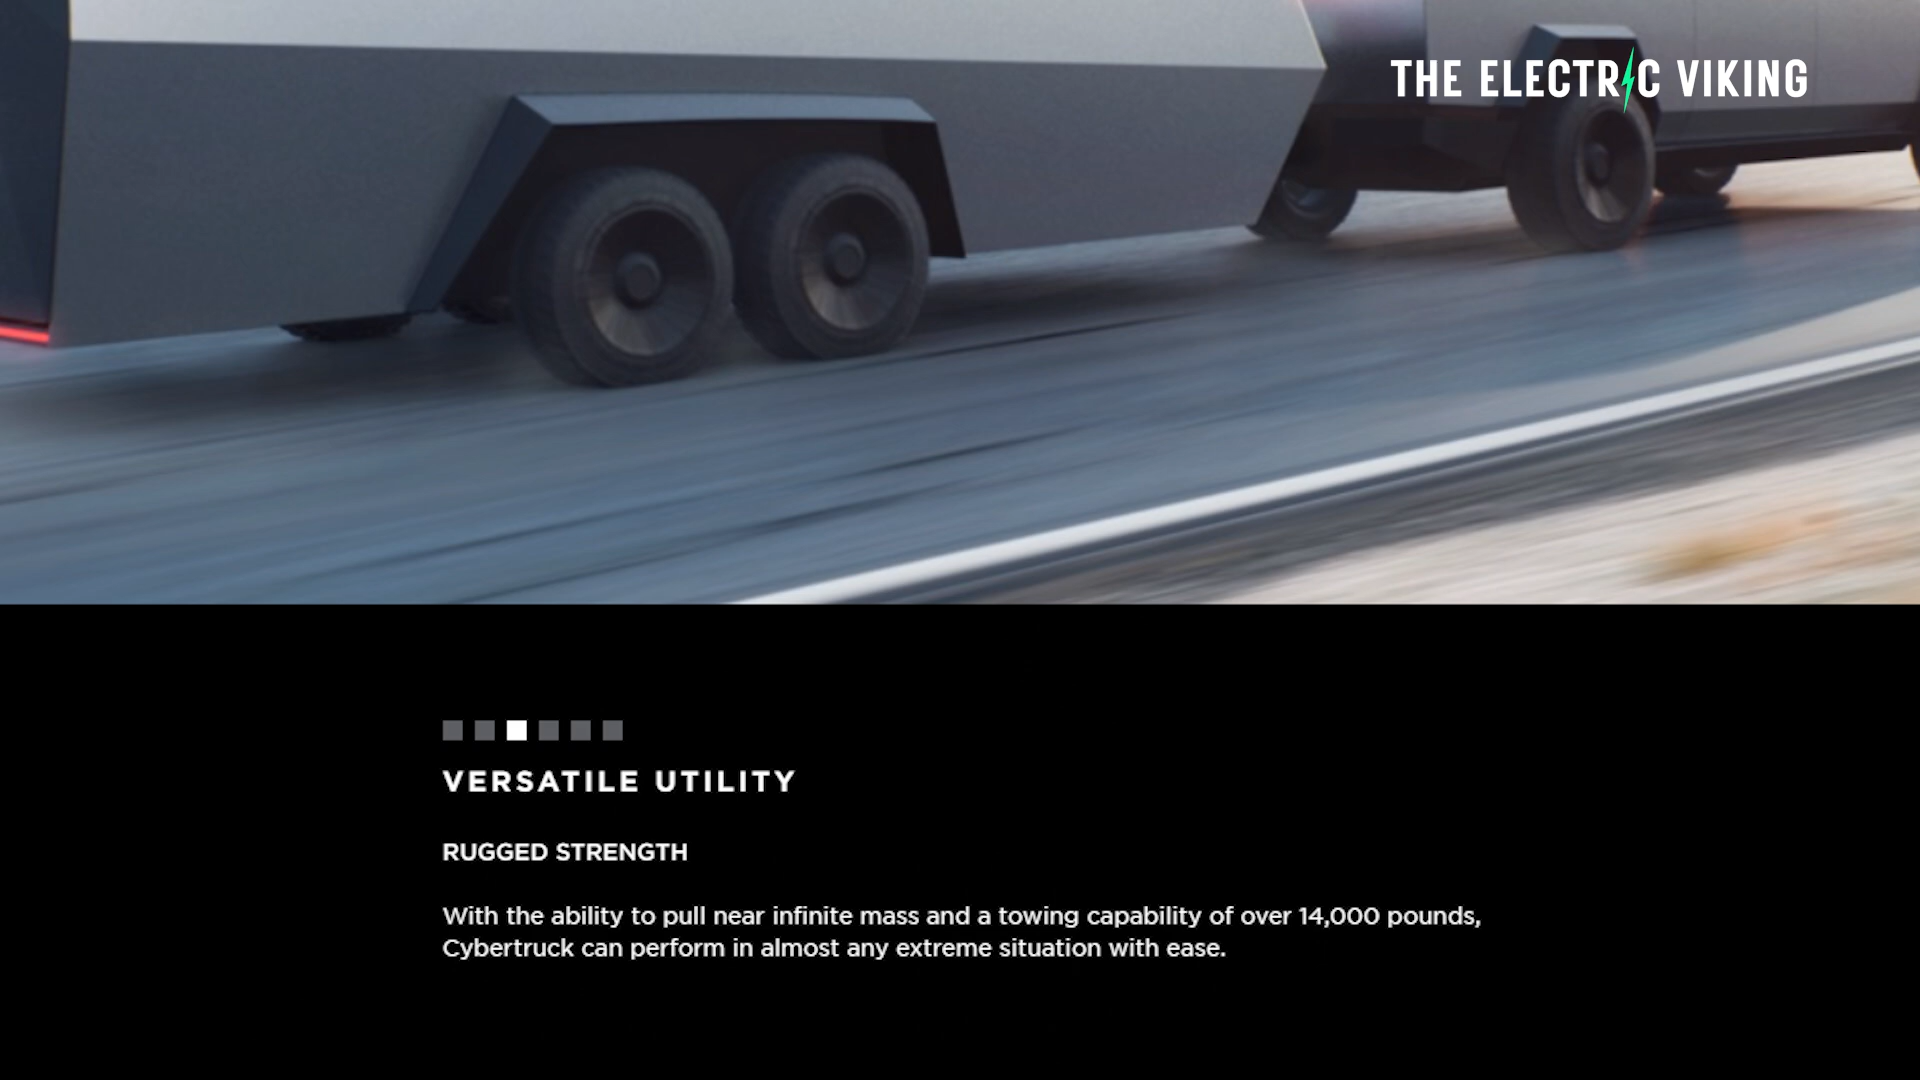 THE ELECTRIC VIKING
VERSATILE UTILITY
RUGGED STRENGTH
With the ability to pull near infinite mass and a towing capability of over 14,000 pounds,
Cybertruck can perform in almost any extreme situation with ease.